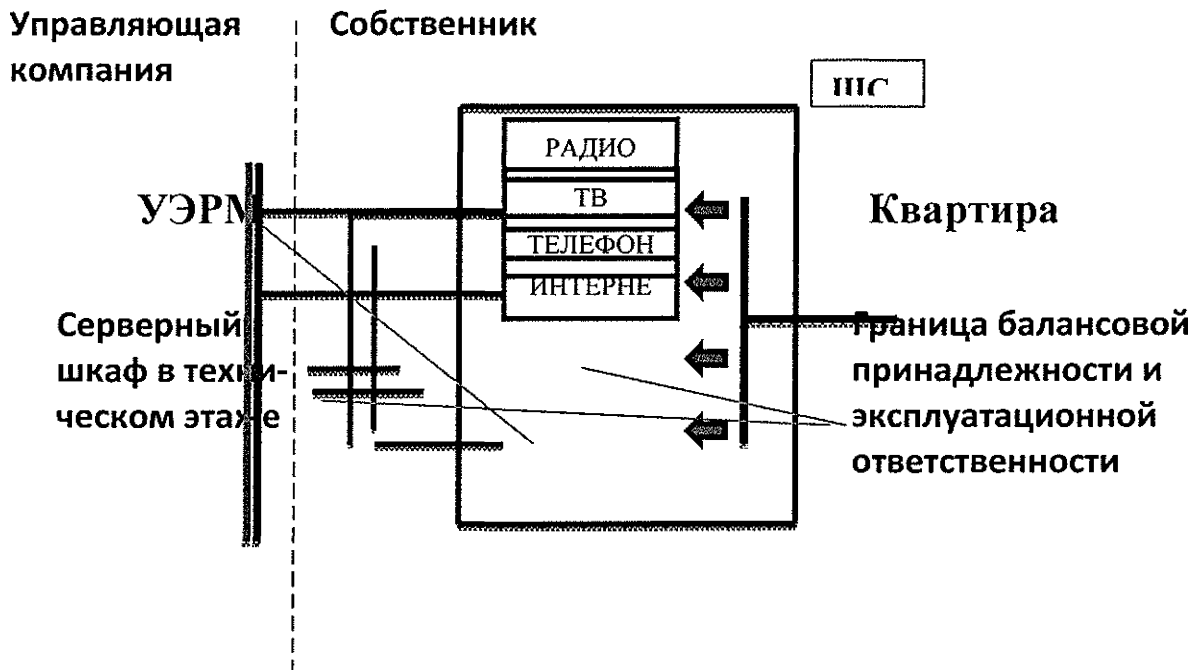 Управляющая
компания
Собственник
ШС
РАДИО
ТВ
ТЕЛЕФОН
ИНТЕРНЕ
УЭРМ
Квартира
Серверный
шкаф в техни-
ческом этаже
Граница балансовой
принадлежности и
эксплуатационной
ответственности